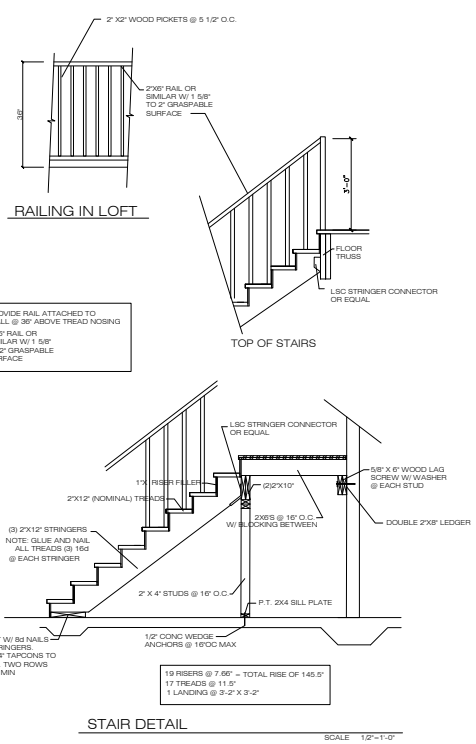 2" X2" WOOD PICKETS @ 5 1/2" O.C.
2"X6" RAIL OR
SIMILAR W/ 1 5/8"
TO 2" GRASPABLE
SURFACE
36"
RAILING IN LOFT
3'-0"
FLOOR
TRUSS
LSC STRINGER CONNECTOR
OR EQUAL
TOP OF STAIRS
OVIDE RAIL ATTACHED TO
ALL @ 36" ABOVE TREAD NOSING
6" RAIL OR
ILAR W/ 1 5/8"
2" GRASPABLE
RFACE
LSC STRINGER CONNECTOR
OR EQUAL
1"X RISER FILLER
(2)2"X10"
5/8" X 6" WOOD LAG
SCREW W/ WASHER
@ EACH STUD
2"X12" (NOMINAL) TREADS
2X6'S @ 16" O.C.
W/ BLOCKING BETWEEN
DOUBLE 2"X8" LEDGER
(3) 2"X12" STRINGERS
NOTE: GLUE AND NAIL
ALL TREADS (3) 16d
@ EACH STRINGER
2" X 4" STUDS @ 16" O.C.
P.T. 2X4 SILL PLATE
" W/ 8d NAILS
RINGERS.
4" TAPCONS TO
TWO ROWS
MIN
1/2" CONC WEDGE
ANCHORS @ 16"OC MAX
19 RISERS @ 7.66" = TOTAL RISE OF 145.5"
17 TREADS @ 11.5"
1 LANDING @ 3'-2" X 3'-2"
STAIR DETAIL
SCALE 1/2"=1'-0"